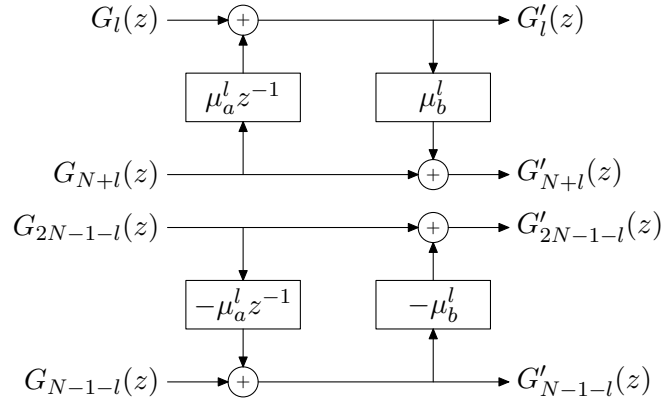 G_l(z) + G'_l(z)
μ_a^l z^{-1} μ_b^l
G_{N+l}(z) + G'_{N+l}(z)
G_{2N-1-l}(z) + G'_{2N-1-l}(z)
-μ_a^l z^{-1} -μ_b^l
G_{N-1-l}(z) + G'_{N-1-l}(z)